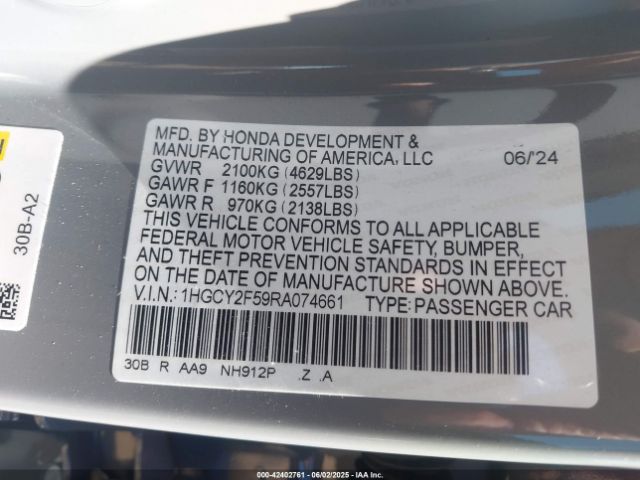 MFD. BY HONDA DEVELOPMENT &
MANUFACTURING OF AMERICA, LLC 06/'24
GVWR 2100KG (4629LBS)
GAWR F 1160KG (2557LBS)
GAWR R 970KG (2138LBS)
THIS VEHICLE CONFORMS TO ALL APPLICABLE
FEDERAL MOTOR VEHICLE SAFETY, BUMPER,
AND THEFT PREVENTION STANDARDS IN EFFECT
ON THE DATE OF MANUFACTURE SHOWN ABOVE.
V.I.N.: 1HGCY2F59RA074661 TYPE: PASSENGER CAR
30B R AA9 NH912P .Z .A
30B-A2
000-42402761 - 06/02/2025 - IAA Inc.